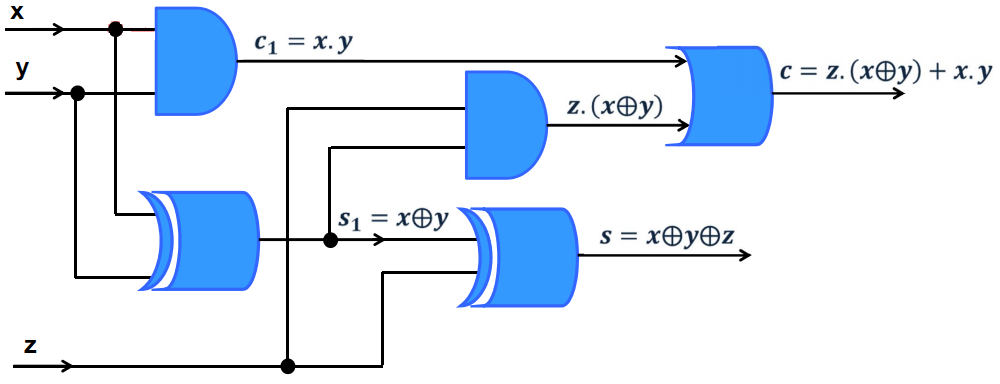 x
c₁ = x.y
y
c = z.(x⊕y) + x.y
z.(x⊕y)
s₁ = x⊕y
s = x⊕y⊕z
z